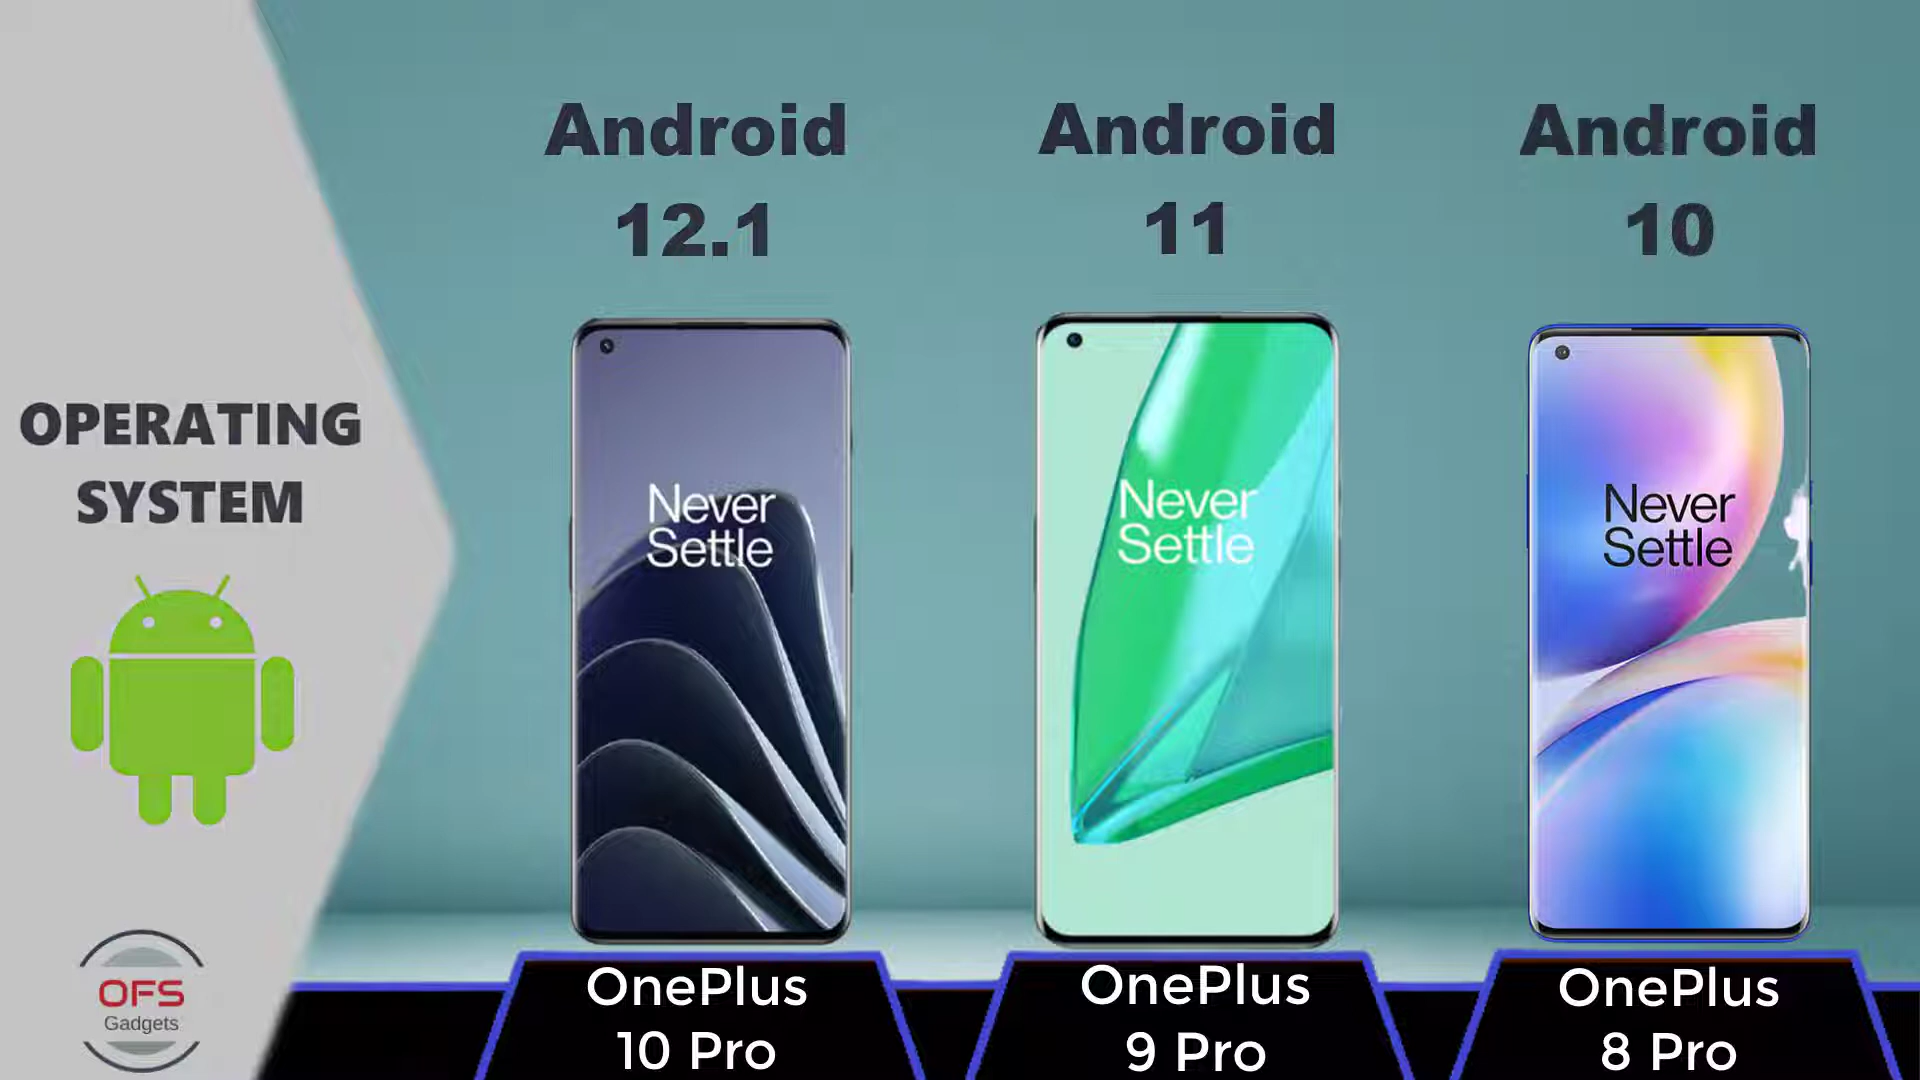 OPERATING
SYSTEM
OFS
Gadgets
Android
12.1
Never
Settle
OnePlus
10 Pro
Android
11
Never
Settle
OnePlus
9 Pro
Android
10
Never
Settle
OnePlus
8 Pro